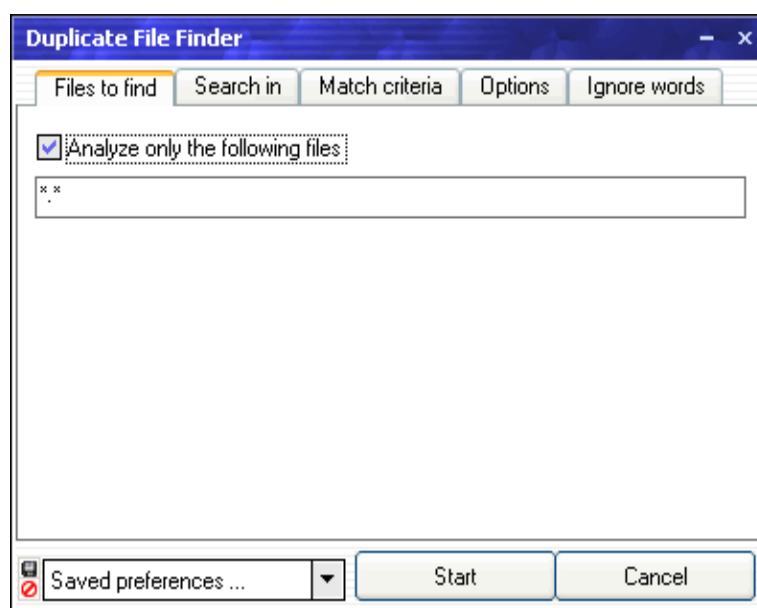 Duplicate File Finder
Files to find Search in Match criteria Options Ignore words
Analyze only the following files
*.*
Saved preferences ... Start Cancel